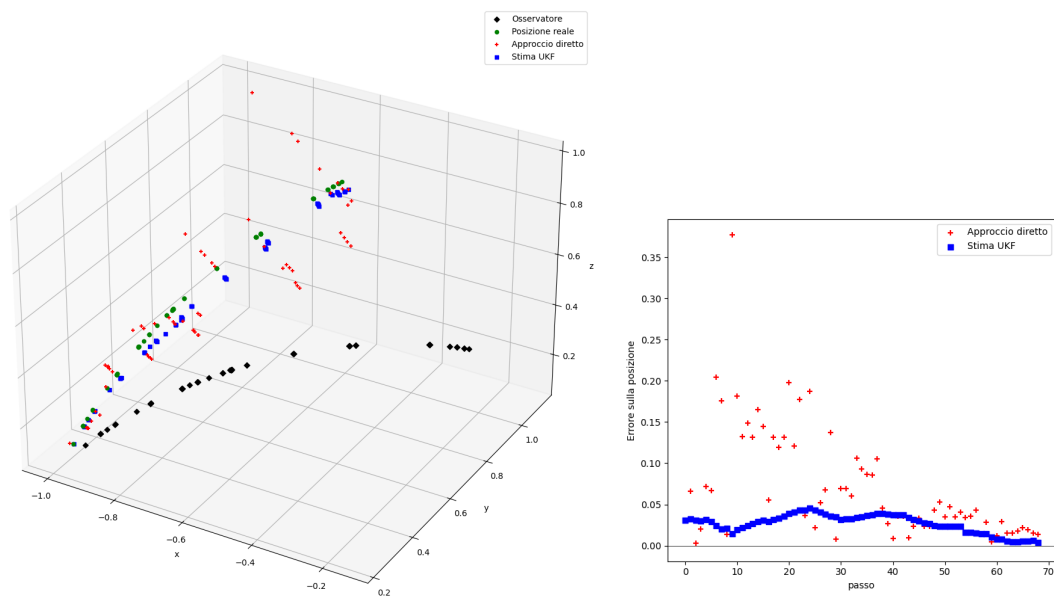 Osservatore
Posizione reale
Approccio diretto
Stima UKF
1.0
0.8
z
0.6
0.4
0.2
1.0
0.8
y
0.6
0.4
0.2
−1.0
−0.8
x
−0.6
−0.4
−0.2
Approccio diretto
Stima UKF
Errore sulla posizione
0.35
0.30
0.25
0.20
0.15
0.10
0.05
0.00
0 10 20 30 40 50 60 70
passo